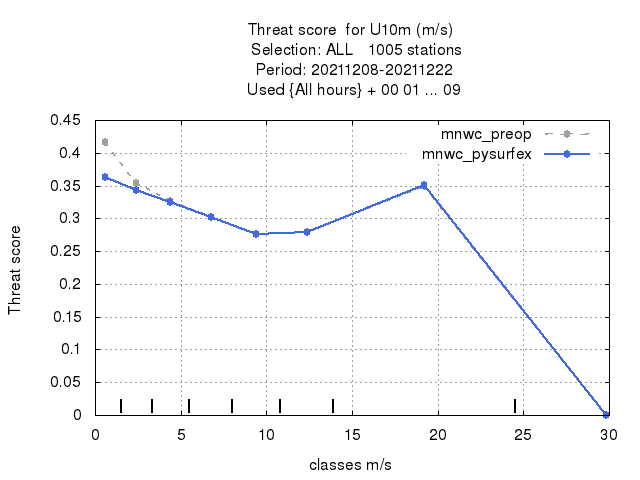 Threat score  for U10m (m/s)
Selection: ALL   1005 stations
Period: 20211208-20211222
Used {All hours} + 00 01 ... 09
mnwc_preop
mnwc_pysurfex
0.45
0.4
0.35
0.3
0.25
0.2
0.15
0.1
0.05
0
Threat score
0 5 10 15 20 25 30
classes m/s